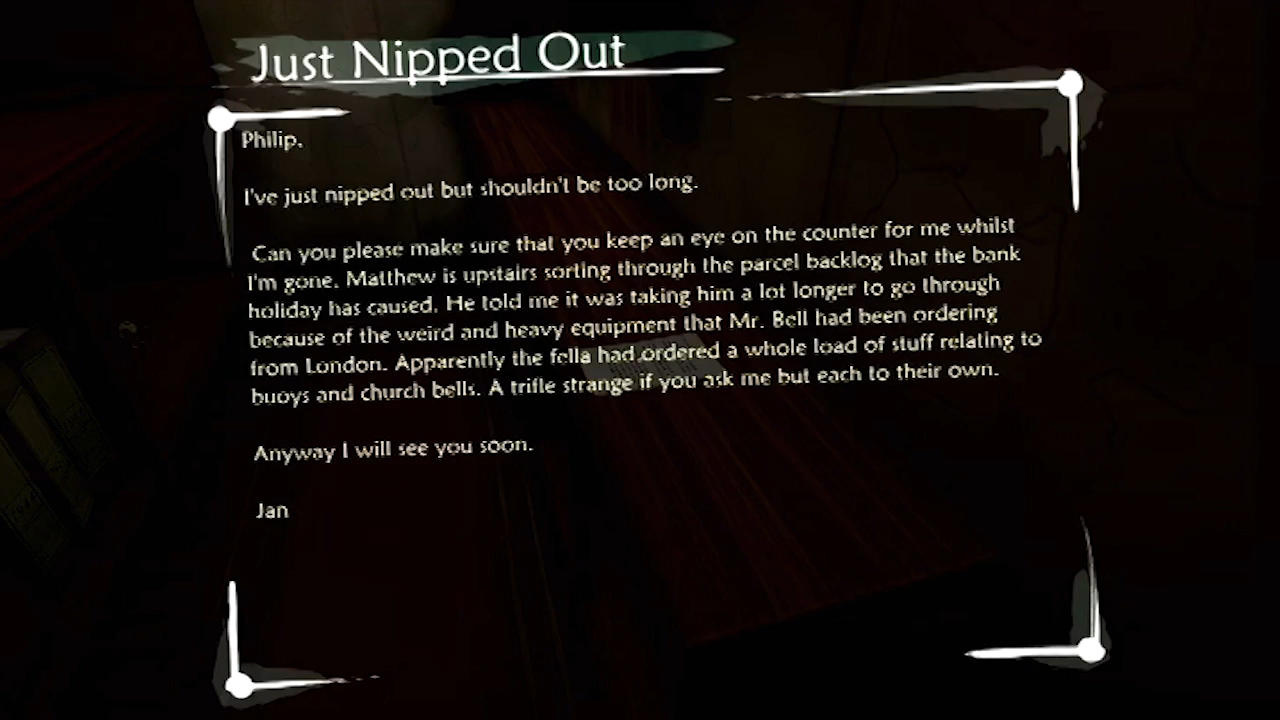 Just Nipped Out
Philip.
I've just nipped out but shouldn't be too long.
Can you please make sure that you keep an eye on the counter for me whilst
I'm gone. Matthew is upstairs sorting through the parcel backlog that the bank
holiday has caused. He told me it was taking him a lot longer to go through
because of the weird and heavy equipment that Mr. Bell had been ordering
from London. Apparently the fella had ordered a whole load of stuff relating to
buoys and church bells. A trifle strange if you ask me but each to their own.
Anyway I will see you soon.
Jan